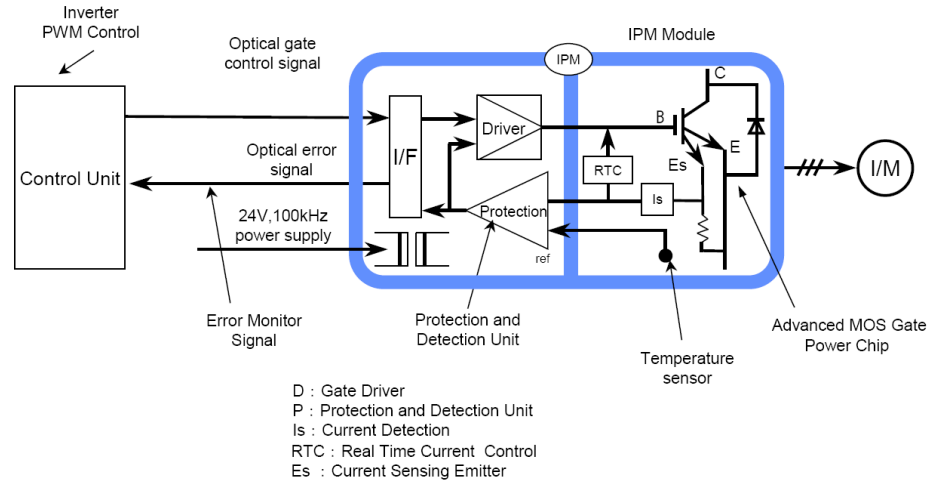 Inverter
PWM Control
Optical gate
control signal
IPM Module
IPM
C
B
Driver
I/F
E
Es
Optical error
signal
RTC
Control Unit
I/M
Is
Protection
24V,100kHz
power supply
ref
Error Monitor
Signal
Protection and
Detection Unit
Temperature
sensor
Advanced MOS Gate
Power Chip
D : Gate Driver
P : Protection and Detection Unit
Is : Current Detection
RTC : Real Time Current Control
Es : Current Sensing Emitter